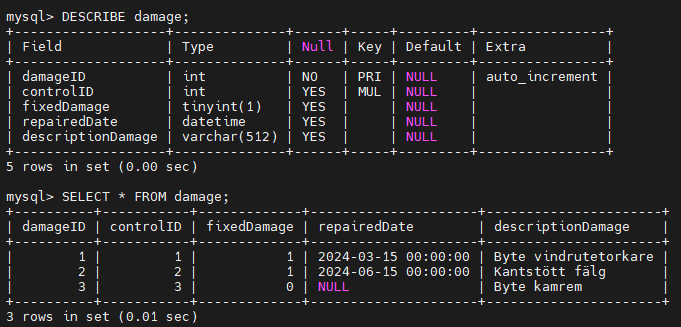 mysql> DESCRIBE damage;
+-------------------+--------------+------+-----+---------+----------------+
| Field             | Type         | Null | Key | Default | Extra          |
+-------------------+--------------+------+-----+---------+----------------+
| damageID          | int          | NO   | PRI | NULL    | auto_increment |
| controlID         | int          | YES  | MUL | NULL    |                |
| fixedDamage       | tinyint(1)   | YES  |     | NULL    |                |
| repairedDate      | datetime     | YES  |     | NULL    |                |
| descriptionDamage | varchar(512) | YES  |     | NULL    |                |
+-------------------+--------------+------+-----+---------+----------------+
5 rows in set (0.00 sec)
mysql> SELECT * FROM damage;
+----------+-----------+-------------+---------------------+--------------------+
| damageID | controlID | fixedDamage | repairedDate        | descriptionDamage  |
+----------+-----------+-------------+---------------------+--------------------+
|        1 |         1 |           1 | 2024-03-15 00:00:00 | Byte vindrutetorkare |
|        2 |         2 |           1 | 2024-06-15 00:00:00 | Kantstött fälg     |
|        3 |         3 |           0 | NULL                | Byte kamrem        |
+----------+-----------+-------------+---------------------+--------------------+
3 rows in set (0.01 sec)